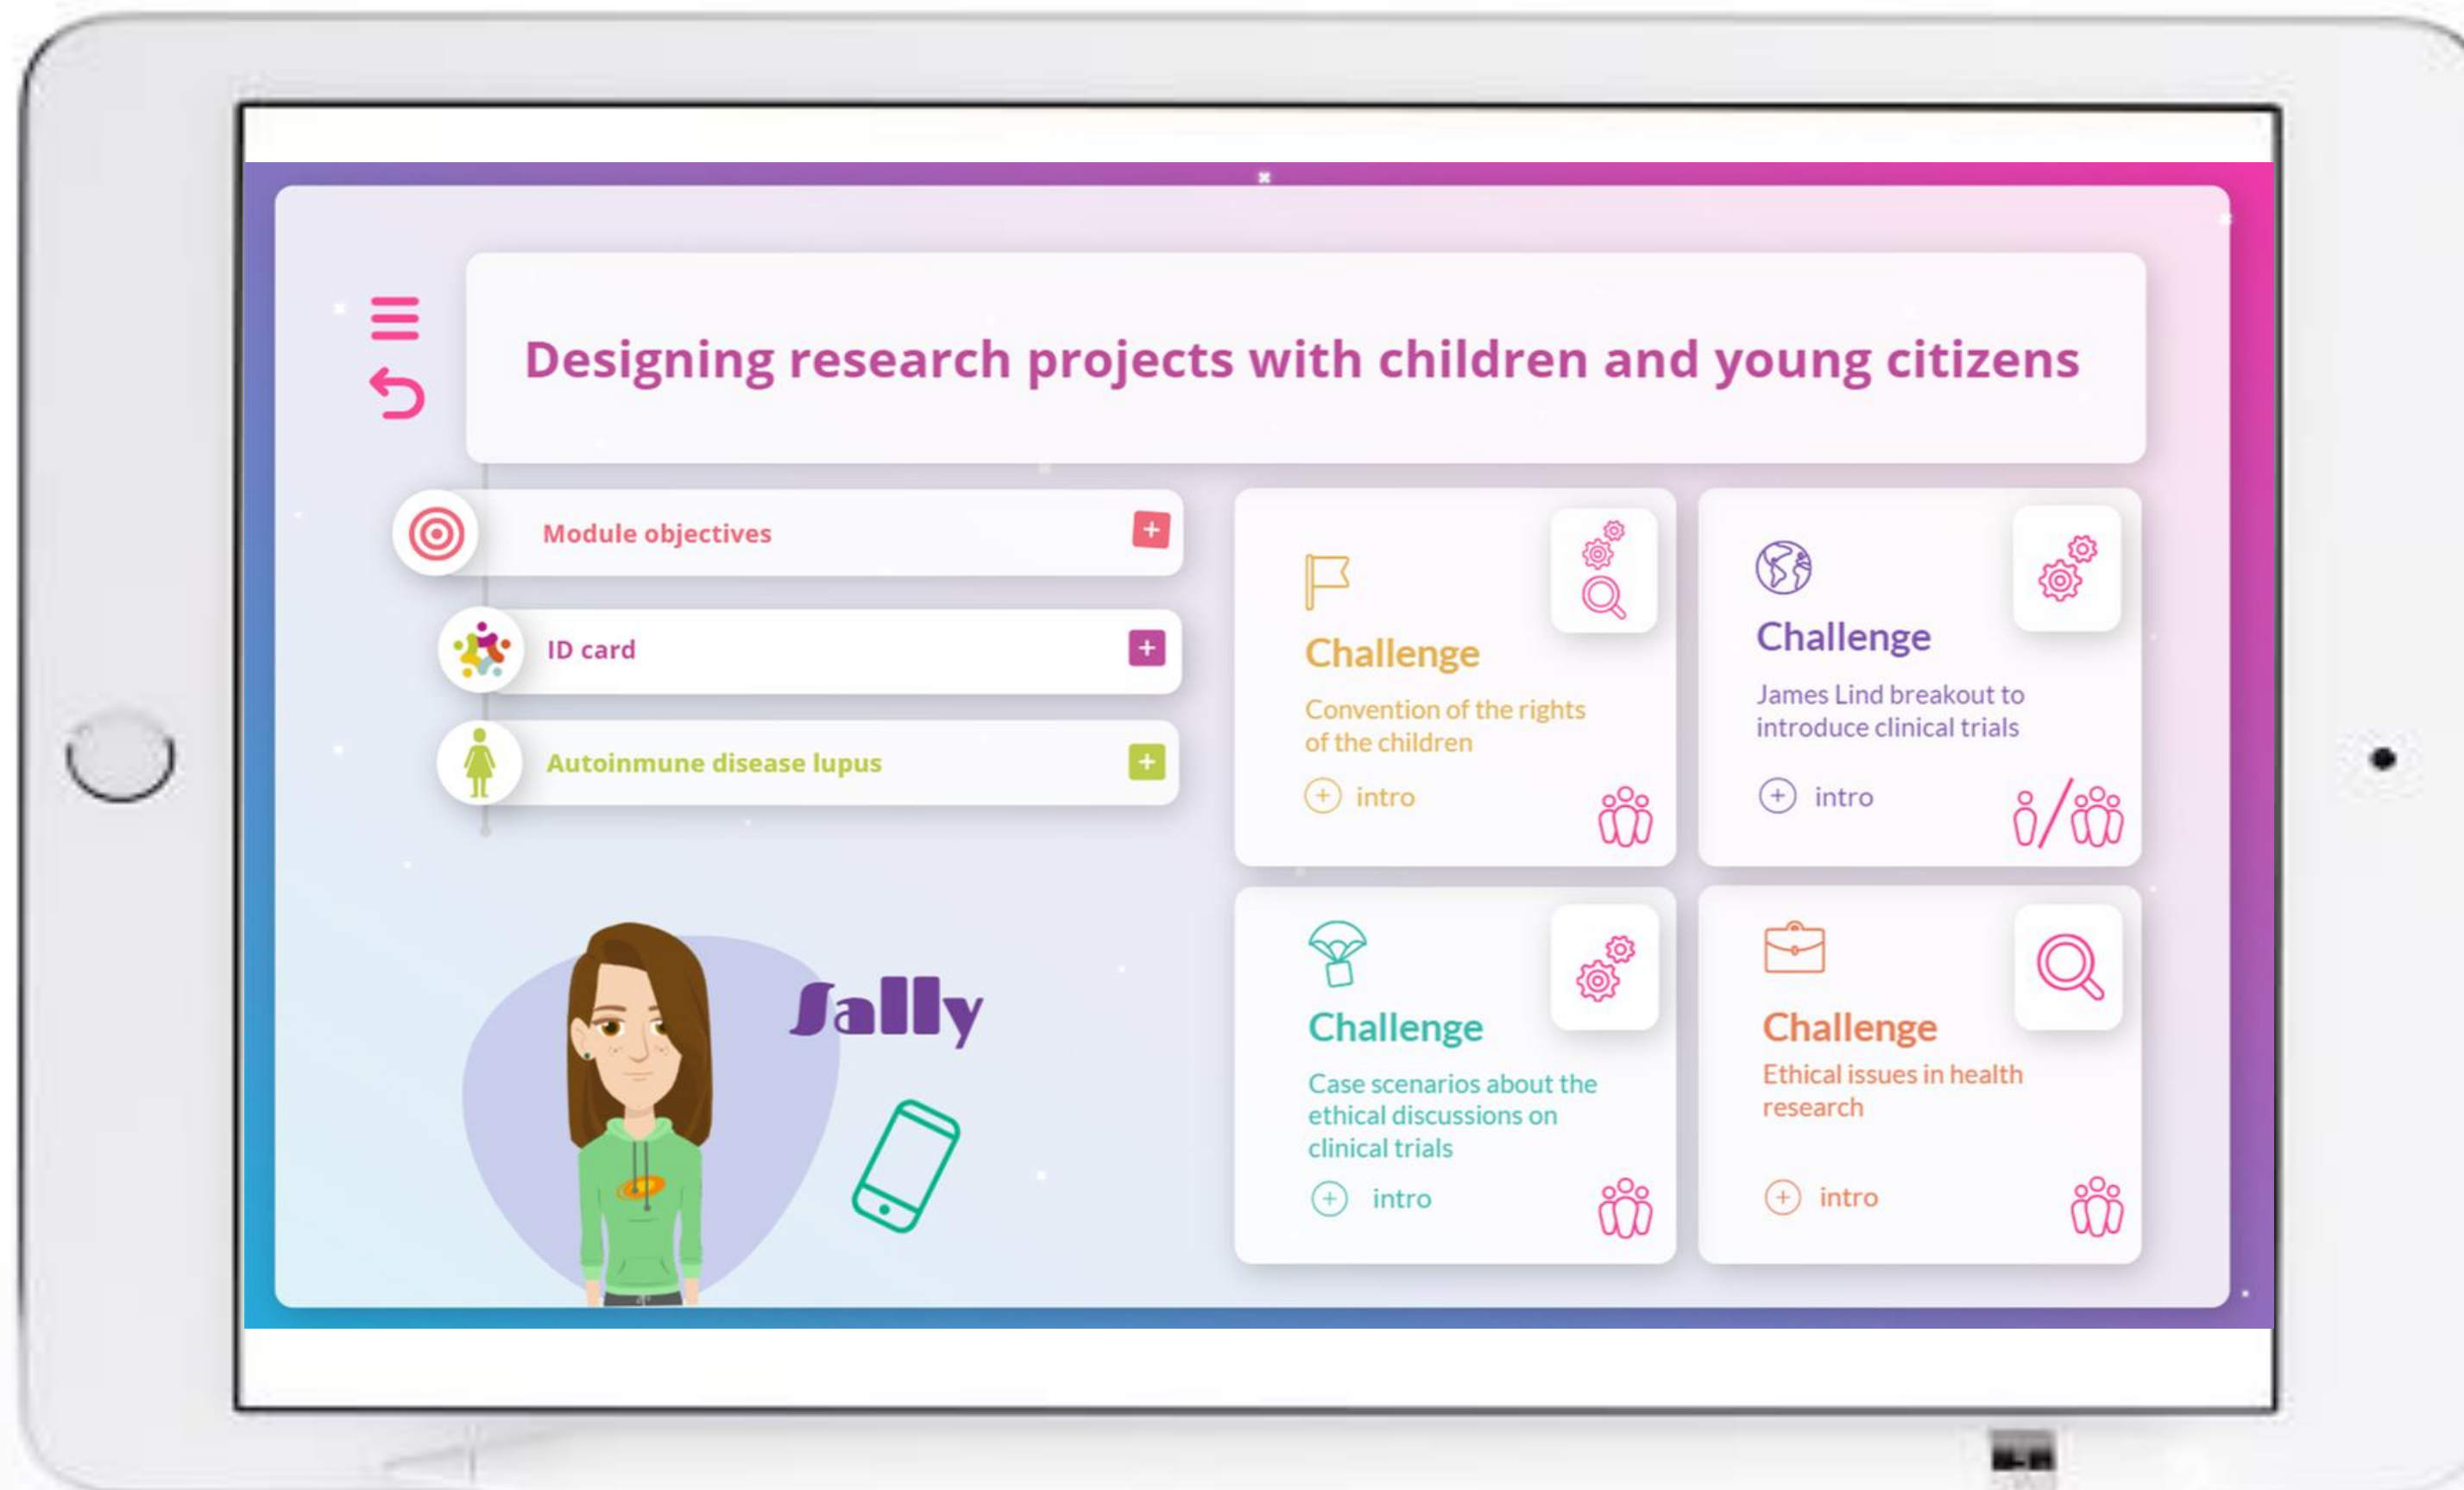 Designing research projects with children and young citizens
Module objectives
ID card
Autoinmune disease lupus
Sally
Challenge
Convention of the rights
of the children
intro
Challenge
James Lind breakout to
introduce clinical trials
intro
Challenge
Case scenarios about the
ethical discussions on
clinical trials
intro
Challenge
Ethical issues in health
research
intro